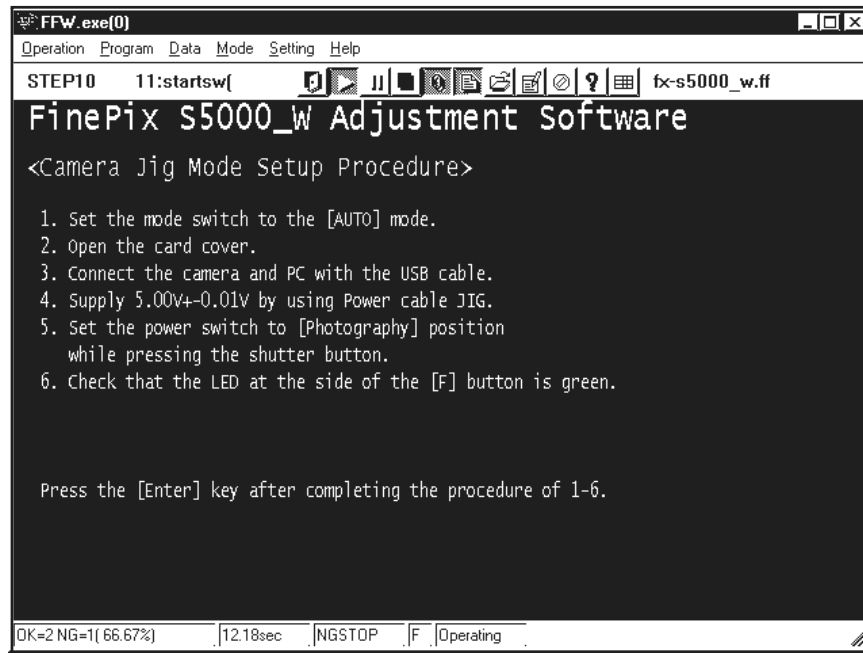 FFW.exe(0)
Operation Program Data Mode Setting Help
STEP10 11:startsw( fx-s5000_w.ff
FinePix S5000_W Adjustment Software
<Camera Jig Mode Setup Procedure>
1. Set the mode switch to the [AUTO] mode.
2. Open the card cover.
3. Connect the camera and PC with the USB cable.
4. Supply 5.00V+-0.01V by using Power cable JIG.
5. Set the power switch to [Photography] position
while pressing the shutter button.
6. Check that the LED at the side of the [F] button is green.
Press the [Enter] key after completing the procedure of 1-6.
OK=2 NG=1( 66.67%) 12.18sec NGSTOP F Operating